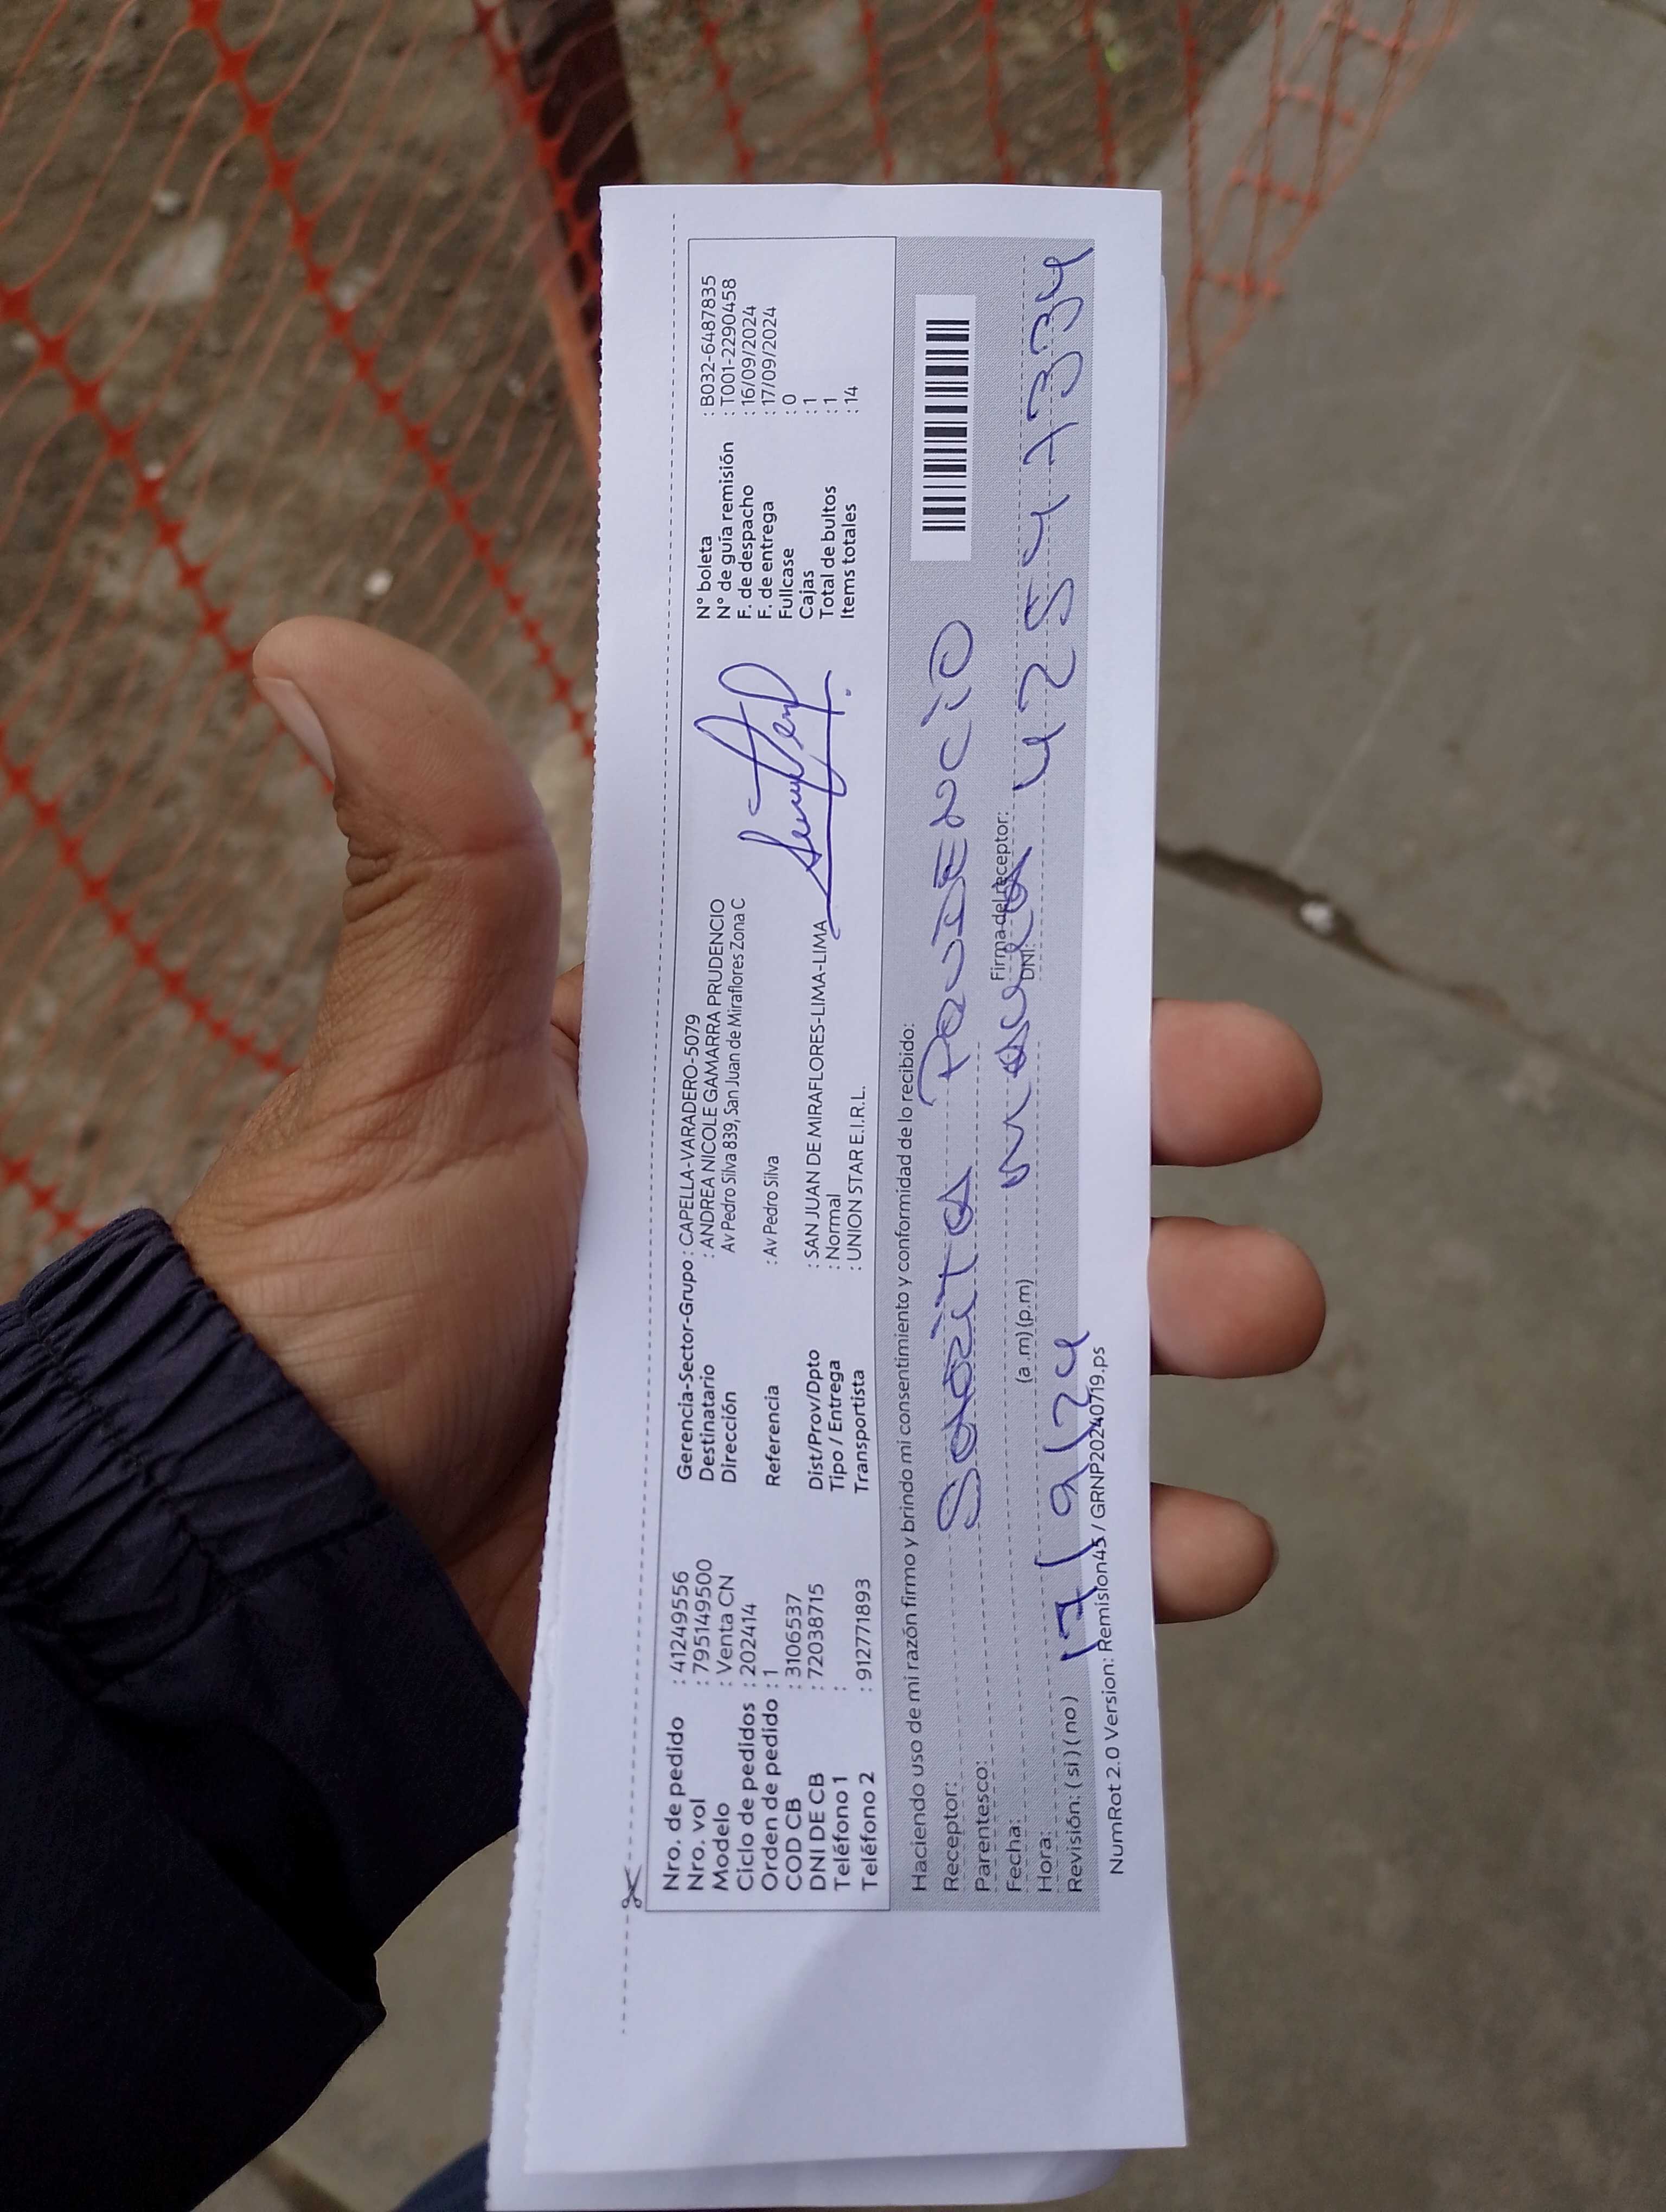 Nro. de pedido : 41249556
Nro. vol : 795149500
Modelo : Venta CN
Ciclo de pedidos : 202414
Orden de pedido : 1
COD CB : 3106537
DNI DE CB : 72038715
Teléfono 1 :
Teléfono 2 : 912771893
Gerencia-Sector-Grupo : CAPELLA-VARADERO-5079
Destinatario : ANDREA NICOLE GAMARRA PRUDENCIO
Dirección Av Pedro Silva 839, San Juan de Miraflores Zona C
Referencia : Av Pedro Silva
Dist/Prov/Dpto : SAN JUAN DE MIRAFLORES-LIMA-LIMA
Tipo / Entrega : Normal
Transportista : UNION STAR E.I.R.L.
N° boleta : B032-6487835
N° de guía remisión : T001-2290458
F. de despacho : 16/09/2024
F. de entrega : 17/09/2024
Fullcase : 0
Cajas : 1
Total de bultos : 1
Items totales : 14
Haciendo uso de mi razón firmo y brindo mi consentimiento y conformidad de lo recibido:
Receptor:
Parentesco:
Fecha:
Hora: (a .m) (p.m)
Revisión: ( si ) ( no )
Firma del receptor:
DNI:
PRUDENCIO
17/9/24
NumRot 2.0 Version: Remision45 / GRNP20240719.ps